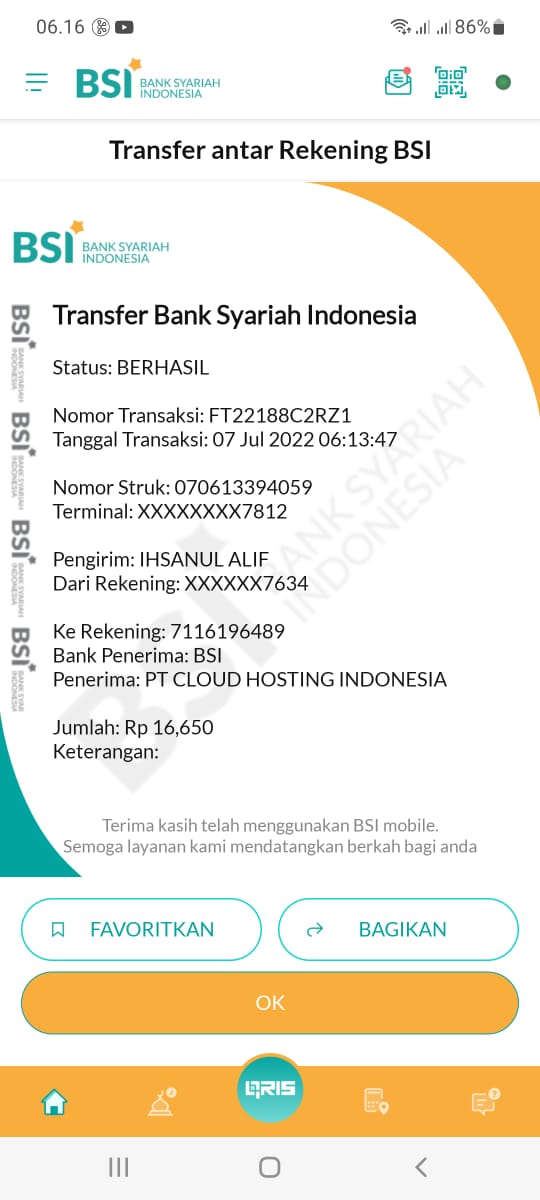 06.16
86%
BSI BANK SYARIAH
INDONESIA
Transfer antar Rekening BSI
BSI BANK SYARIAH
INDONESIA
Transfer Bank Syariah Indonesia
Status: BERHASIL
Nomor Transaksi: FT22188C2RZ1
Tanggal Transaksi: 07 Jul 2022 06:13:47
Nomor Struk: 070613394059
Terminal: XXXXXXXX7812
Pengirim: IHSANUL ALIF
Dari Rekening: XXXXXX7634
Ke Rekening: 7116196489
Bank Penerima: BSI
Penerima: PT CLOUD HOSTING INDONESIA
Jumlah: Rp 16,650
Keterangan:
BSI BANK SYARIAH
INDONESIA
BSI BANK SYARIAH
INDONESIA
BSI BANK SYARIAH
INDONESIA
BSI BANK SYARIAH
INDONESIA
BSI BANK SYAR
INDONESIA
Terima kasih telah menggunakan BSI mobile.
Semoga layanan kami mendatangkan berkah bagi anda
FAVORITKAN
BAGIKAN
OK
QRIS